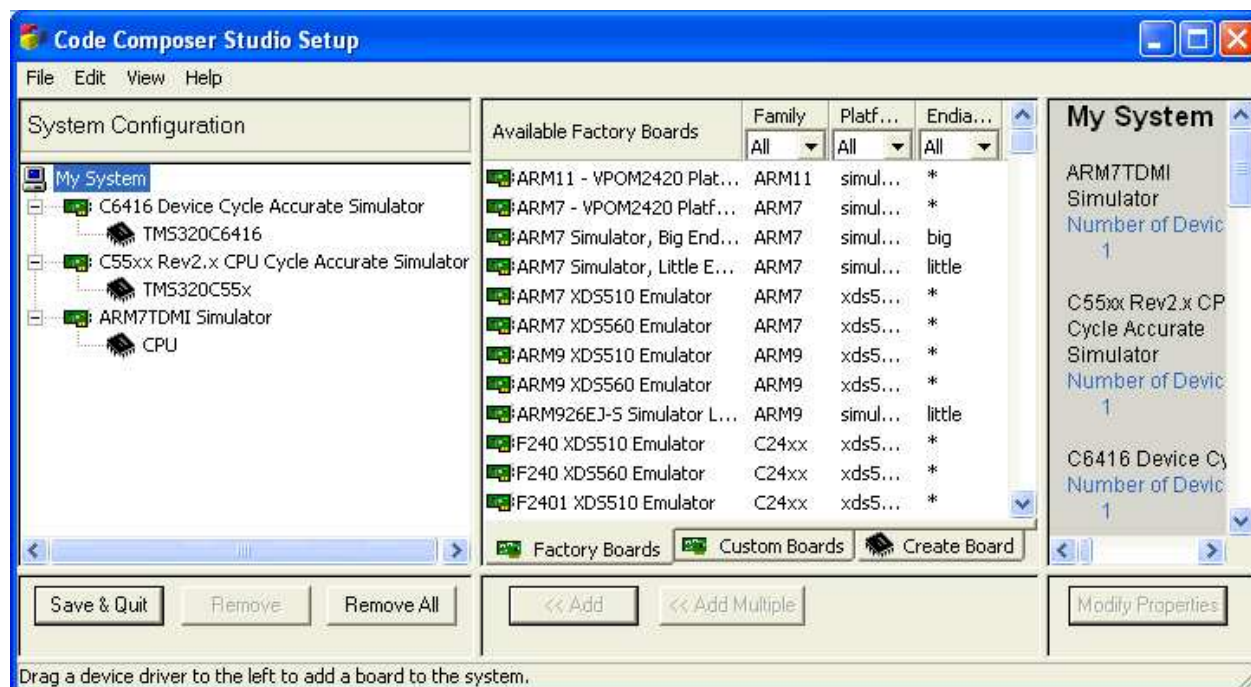 Code Composer Studio Setup
File Edit View Help
System Configuration
My System
C6416 Device Cycle Accurate Simulator
TMS320C6416
C55xx Rev2.x CPU Cycle Accurate Simulator
TMS320C55x
ARM7TDMI Simulator
CPU
Available Factory Boards Family Platf... Endia...
All All All
ARM11 - VPOM2420 Plat... ARM11 simul... *
ARM7 - VPOM2420 Platf... ARM7 simul... *
ARM7 Simulator, Big End... ARM7 simul... big
ARM7 Simulator, Little E... ARM7 simul... little
ARM7 XDS510 Emulator ARM7 xds5... *
ARM7 XDS560 Emulator ARM7 xds5... *
ARM9 XDS510 Emulator ARM9 xds5... *
ARM9 XDS560 Emulator ARM9 xds5... *
ARM926EJ-S Simulator L... ARM9 simul... little
F240 XDS510 Emulator C24xx xds5... *
F240 XDS560 Emulator C24xx xds5... *
F2401 XDS510 Emulator C24xx xds5... *
Factory Boards Custom Boards Create Board
My System
ARM7TDMI
Simulator
Number of Devic
1
C55xx Rev2.x CP
Cycle Accurate
Simulator
Number of Devic
1
C6416 Device Cy
Number of Devic
1
Save & Quit Remove Remove All << Add << Add Multiple Modify Properties
Drag a device driver to the left to add a board to the system.